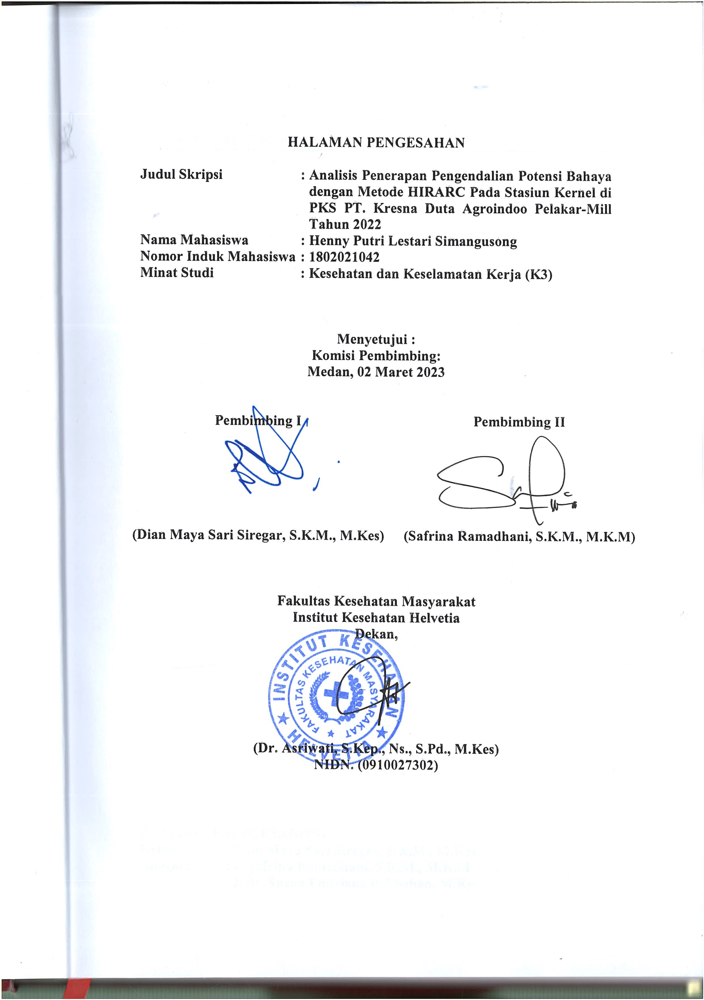 HALAMAN PENGESAHAN
Judul Skripsi : Analisis Penerapan Pengendalian Potensi Bahaya
dengan Metode HIRARC Pada Stasiun Kernel di
PKS PT. Kresna Duta Agroindoo Pelakar-Mill
Tahun 2022
Nama Mahasiswa : Henny Putri Lestari Simangusong
Nomor Induk Mahasiswa : 1802021042
Minat Studi : Kesehatan dan Keselamatan Kerja (K3)
Menyetujui :
Komisi Pembimbing:
Medan, 02 Maret 2023
Pembimbing I Pembimbing II
(Dian Maya Sari Siregar, S.K.M., M.Kes) (Safrina Ramadhani, S.K.M., M.K.M)
Fakultas Kesehatan Masyarakat
Institut Kesehatan Helvetia
Dekan,
INSTITUT KESEHATAN
FAKULTAS KESEHATAN MASYARAKAT
HELVETIA
(Dr. Asriwati, S.Kep., Ns., S.Pd., M.Kes)
NIDN. (0910027302)